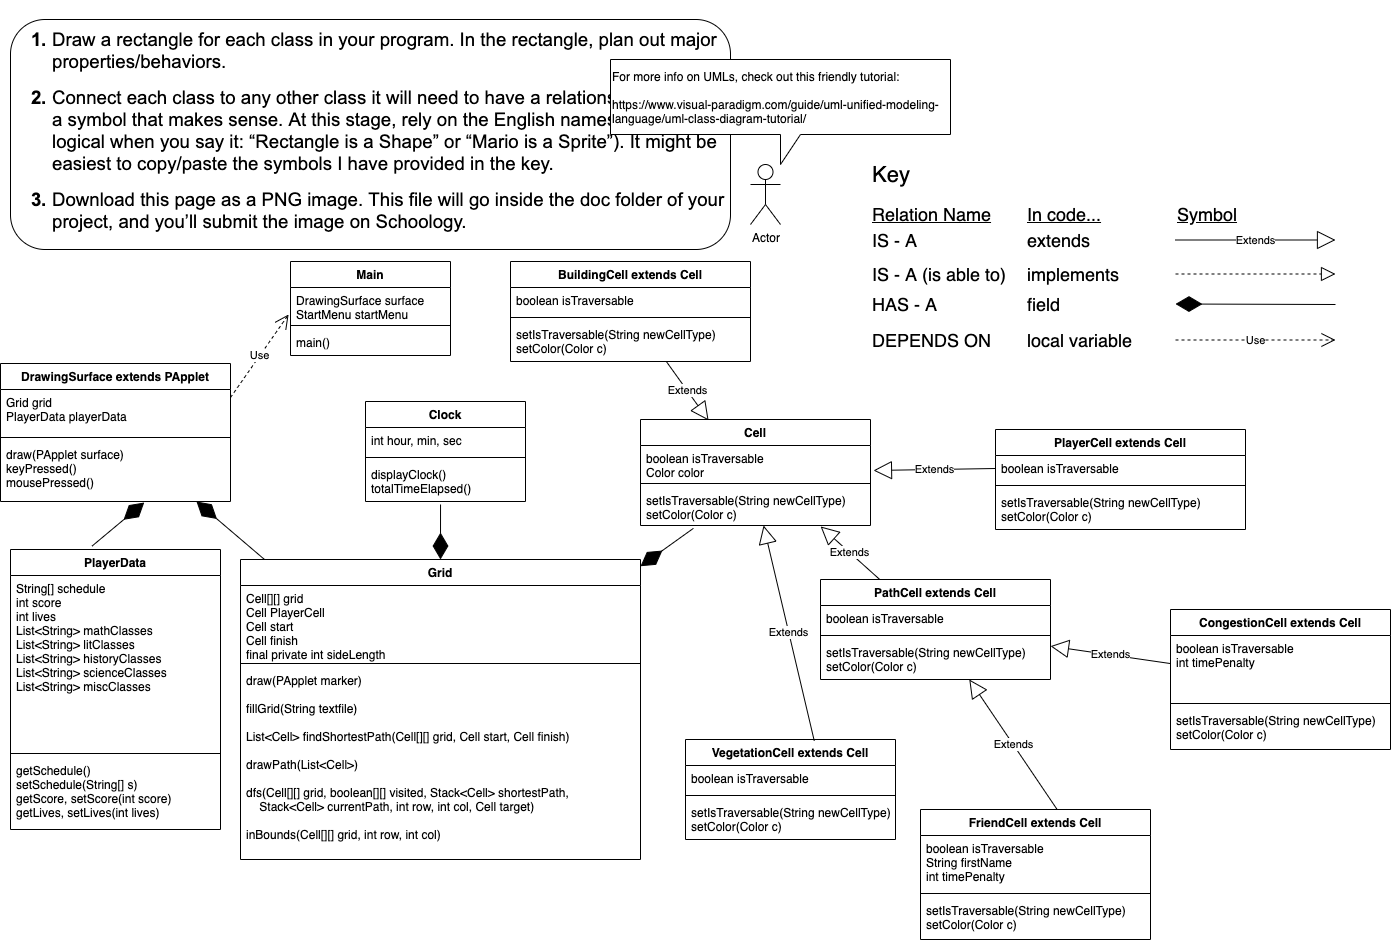 1. Draw a rectangle for each class in your program. In the rectangle, plan out major
properties/behaviors.
2. Connect each class to any other class it will need to have a relations
a symbol that makes sense. At this stage, rely on the English names
logical when you say it: “Rectangle is a Shape” or “Mario is a Sprite”). It might be
easiest to copy/paste the symbols I have provided in the key.
3. Download this page as a PNG image. This file will go inside the doc folder of your
project, and you’ll submit the image on Schoology.
For more info on UMLs, check out this friendly tutorial:
https://www.visual-paradigm.com/guide/uml-unified-modeling-
language/uml-class-diagram-tutorial/
Actor
Key
Relation Name In code... Symbol
IS - A extends Extends
IS - A (is able to) implements
HAS - A field
DEPENDS ON local variable Use
Main
DrawingSurface surface
StartMenu startMenu
main()
Use
DrawingSurface extends PApplet
Grid grid
PlayerData playerData
draw(PApplet surface)
keyPressed()
mousePressed()
BuildingCell extends Cell
boolean isTraversable
setIsTraversable(String newCellType)
setColor(Color c)
Extends
Clock
int hour, min, sec
displayClock()
totalTimeElapsed()
Cell
boolean isTraversable
Color color
setIsTraversable(String newCellType)
setColor(Color c)
Extends
PlayerCell extends Cell
boolean isTraversable
setIsTraversable(String newCellType)
setColor(Color c)
PlayerData
String[] schedule
int score
int lives
List<String> mathClasses
List<String> litClasses
List<String> historyClasses
List<String> scienceClasses
List<String> miscClasses
getSchedule()
setSchedule(String[] s)
getScore, setScore(int score)
getLives, setLives(int lives)
Grid
Cell[][] grid
Cell PlayerCell
Cell start
Cell finish
final private int sideLength
draw(PApplet marker)
fillGrid(String textfile)
List<Cell> findShortestPath(Cell[][] grid, Cell start, Cell finish)
drawPath(List<Cell>)
dfs(Cell[][] grid, boolean[][] visited, Stack<Cell> shortestPath,
Stack<Cell> currentPath, int row, int col, Cell target)
inBounds(Cell[][] grid, int row, int col)
Extends
Extends
PathCell extends Cell
boolean isTraversable
setIsTraversable(String newCellType)
setColor(Color c)
Extends
CongestionCell extends Cell
boolean isTraversable
int timePenalty
setIsTraversable(String newCellType)
setColor(Color c)
VegetationCell extends Cell
boolean isTraversable
setIsTraversable(String newCellType)
setColor(Color c)
Extends
FriendCell extends Cell
boolean isTraversable
String firstName
int timePenalty
setIsTraversable(String newCellType)
setColor(Color c)